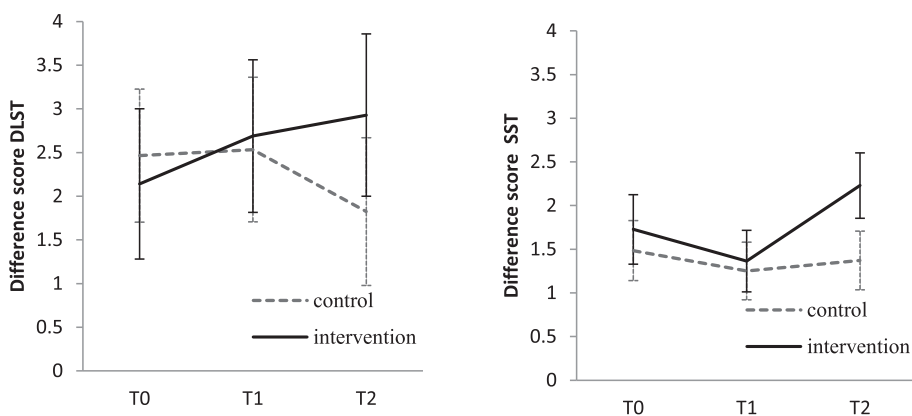 Difference score DLST
4
3.5
3
2.5
2
1.5
1
0.5
0
control
intervention
T0 T1 T2
Difference score SST
4
3.5
3
2.5
2
1.5
1
0.5
0
control
intervention
T0 T1 T2